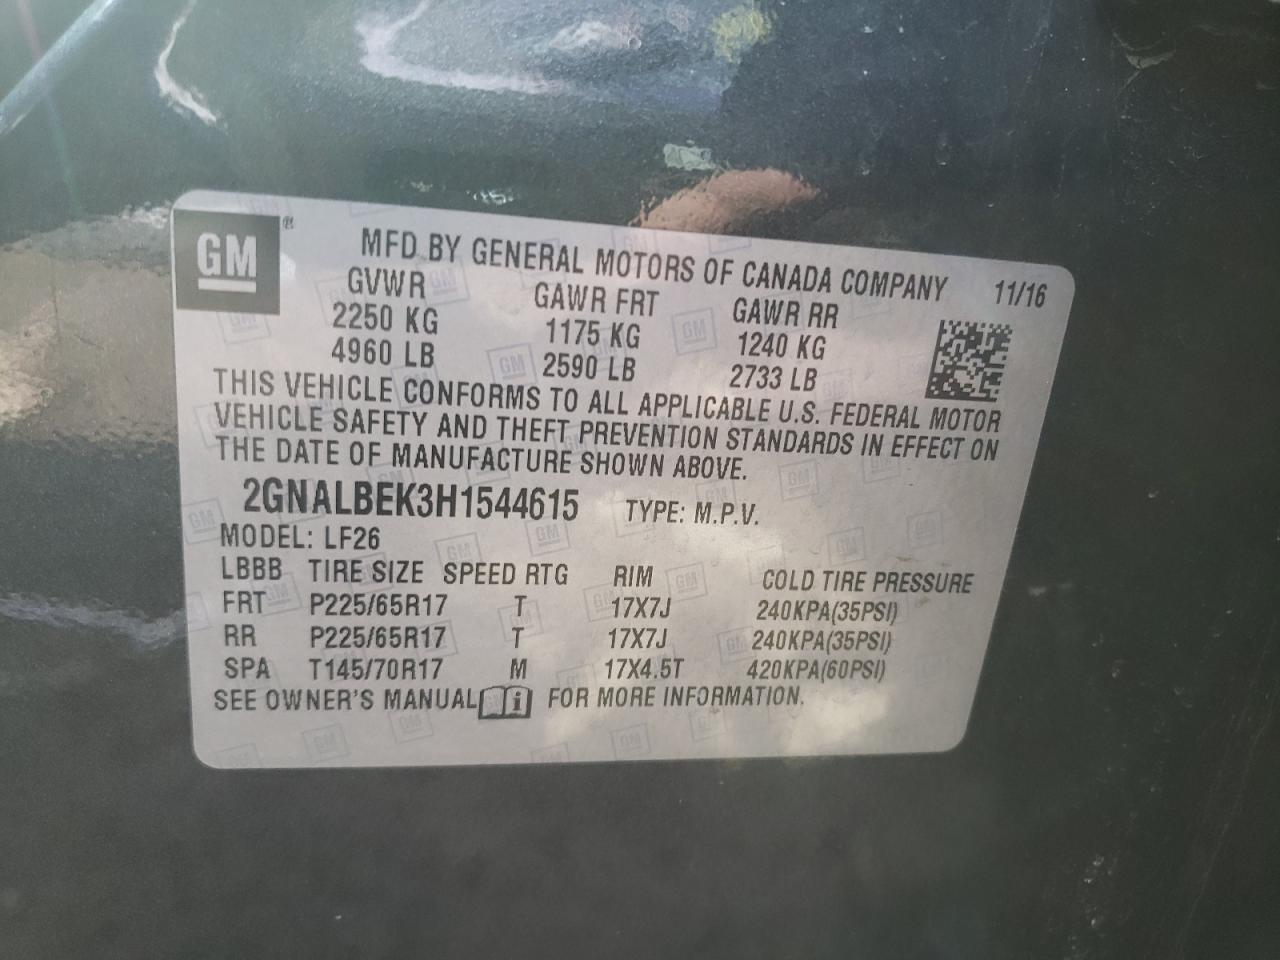 GM ®
MFD BY GENERAL MOTORS OF CANADA COMPANY 11/16
GVWR GAWR FRT GAWR RR
2250 KG 1175 KG 1240 KG
4960 LB 2590 LB 2733 LB
THIS VEHICLE CONFORMS TO ALL APPLICABLE U.S. FEDERAL MOTOR
VEHICLE SAFETY AND THEFT PREVENTION STANDARDS IN EFFECT ON
THE DATE OF MANUFACTURE SHOWN ABOVE.
2GNALBEK3H1544615 TYPE: M.P.V.
MODEL: LF26
LBBB TIRE SIZE SPEED RTG RIM COLD TIRE PRESSURE
FRT P225/65R17 T 17X7J 240KPA(35PSI)
RR P225/65R17 T 17X7J 240KPA(35PSI)
SPA T145/70R17 M 17X4.5T 420KPA(60PSI)
SEE OWNER'S MANUAL i FOR MORE INFORMATION.